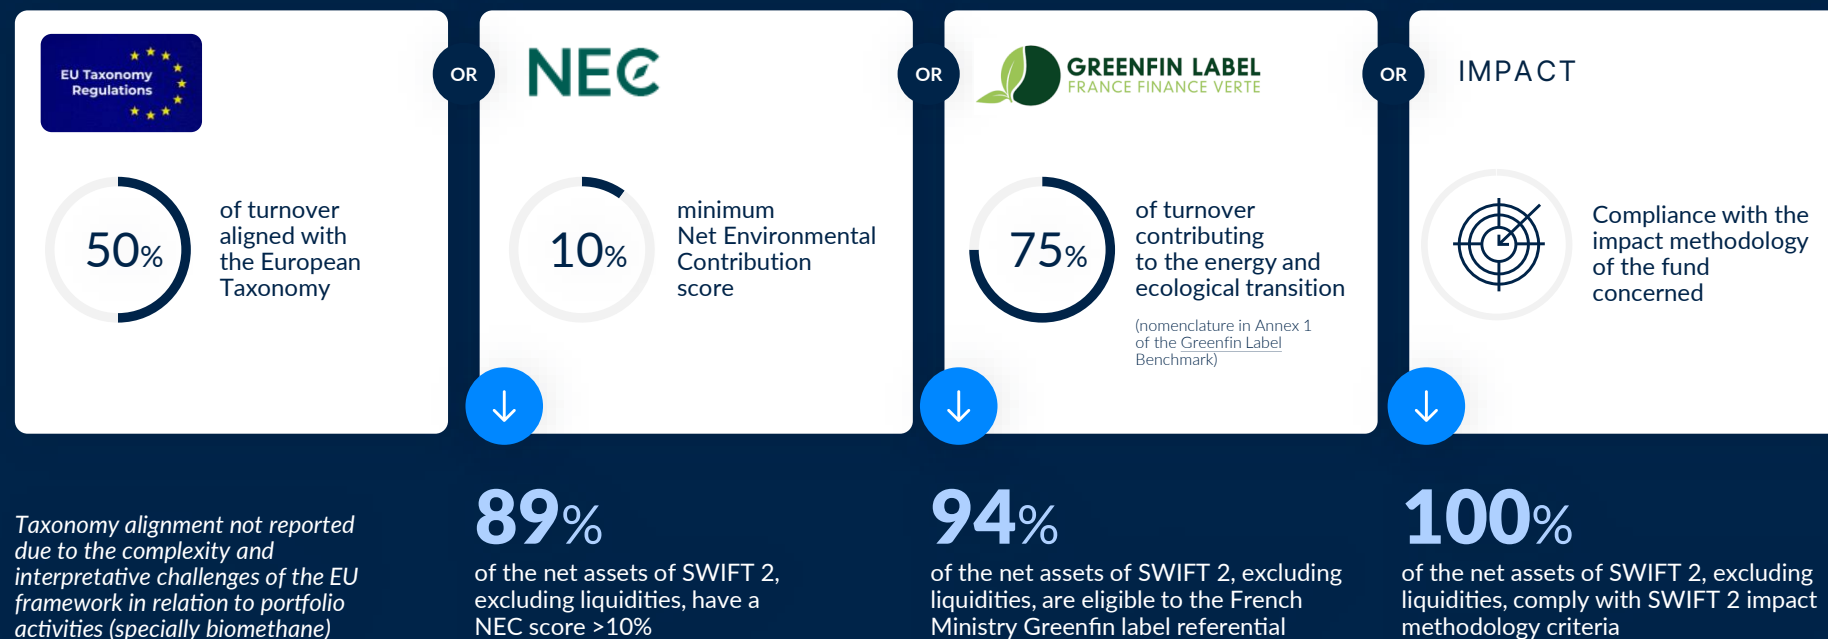 EU Taxonomy
Regulations
50%
of turnover
aligned with
the European
Taxonomy
OR
NEC
10%
minimum
Net Environmental
Contribution
score
OR
GREENFIN LABEL
FRANCE FINANCE VERTE
75%
of turnover
contributing
to the energy and
ecological transition
(nomenclature in Annex 1
of the Greenfin Label
Benchmark)
OR
IMPACT
Compliance with the
impact methodology
of the fund
concerned
Taxonomy alignment not reported
due to the complexity and
interpretative challenges of the EU
framework in relation to portfolio
activities (specially biomethane)
89%
of the net assets of SWIFT 2,
excluding liquidities, have a
NEC score >10%
94%
of the net assets of SWIFT 2, excluding
liquidities, are eligible to the French
Ministry Greenfin label referential
100%
of the net assets of SWIFT 2, excluding
liquidities, comply with SWIFT 2 impact
methodology criteria